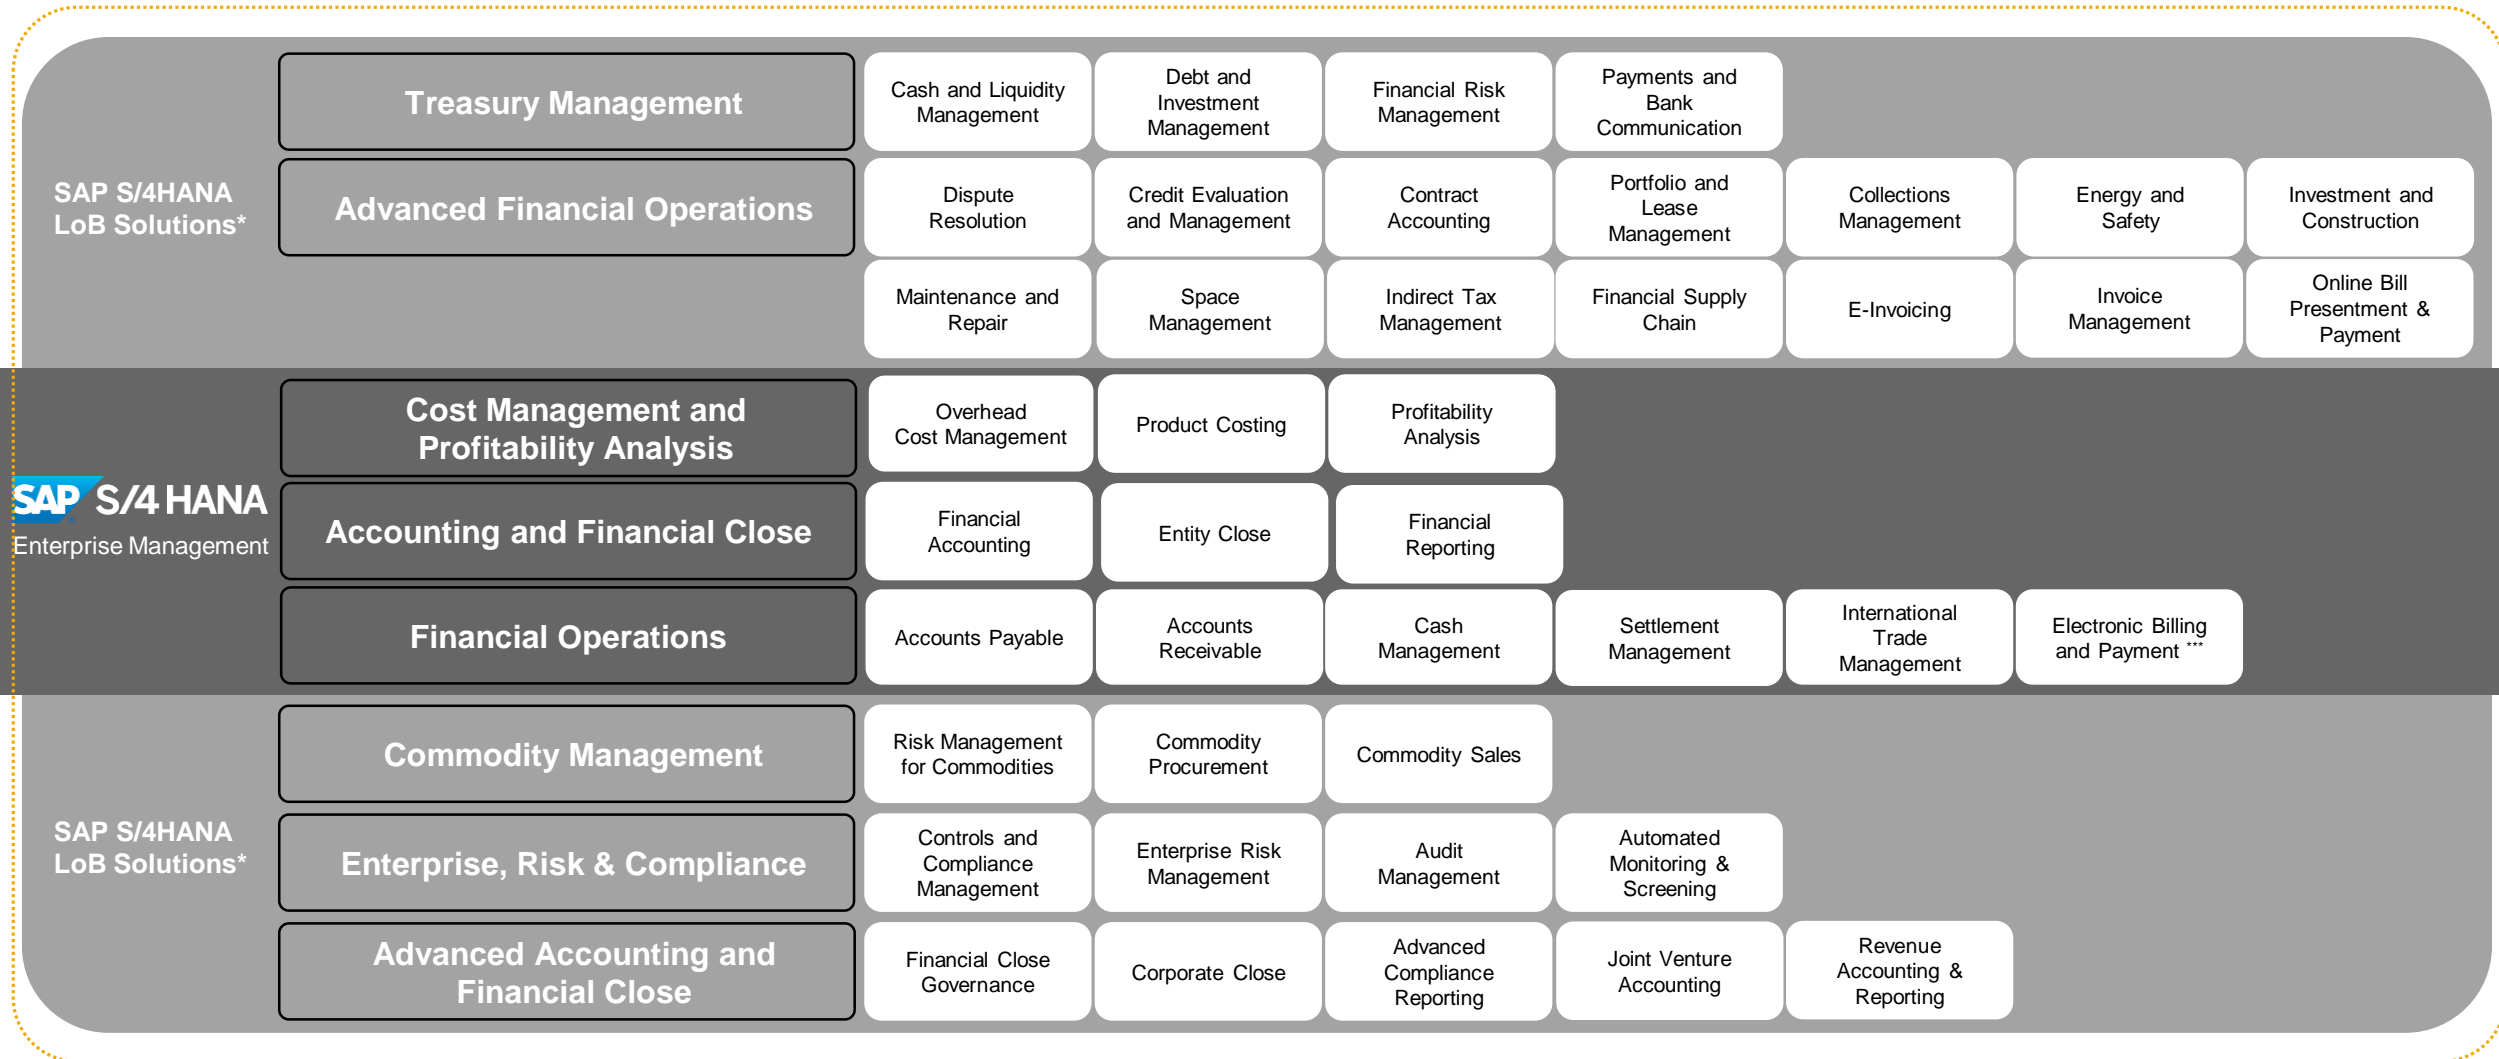 Treasury Management
Cash and Liquidity
Management
Debt and
Investment
Management
Financial Risk
Management
Payments and
Bank
Communication
SAP S/4HANA
LoB Solutions*
Advanced Financial Operations
Dispute
Resolution
Credit Evaluation
and Management
Contract
Accounting
Portfolio and
Lease
Management
Collections
Management
Energy and
Safety
Investment and
Construction
Maintenance and
Repair
Space
Management
Indirect Tax
Management
Financial Supply
Chain
E-Invoicing
Invoice
Management
Online Bill
Presentment &
Payment
Cost Management and
Profitability Analysis
Overhead
Cost Management
Product Costing
Profitability
Analysis
SAP S/4 HANA
Enterprise Management
Accounting and Financial Close
Financial
Accounting
Entity Close
Financial
Reporting
Financial Operations
Accounts Payable
Accounts
Receivable
Cash
Management
Settlement
Management
International
Trade
Management
Electronic Billing
and Payment ***
Commodity Management
Risk Management
for Commodities
Commodity
Procurement
Commodity Sales
SAP S/4HANA
LoB Solutions*
Enterprise, Risk & Compliance
Controls and
Compliance
Management
Enterprise Risk
Management
Audit
Management
Automated
Monitoring &
Screening
Advanced Accounting and
Financial Close
Financial Close
Governance
Corporate Close
Advanced
Compliance
Reporting
Joint Venture
Accounting
Revenue
Accounting &
Reporting